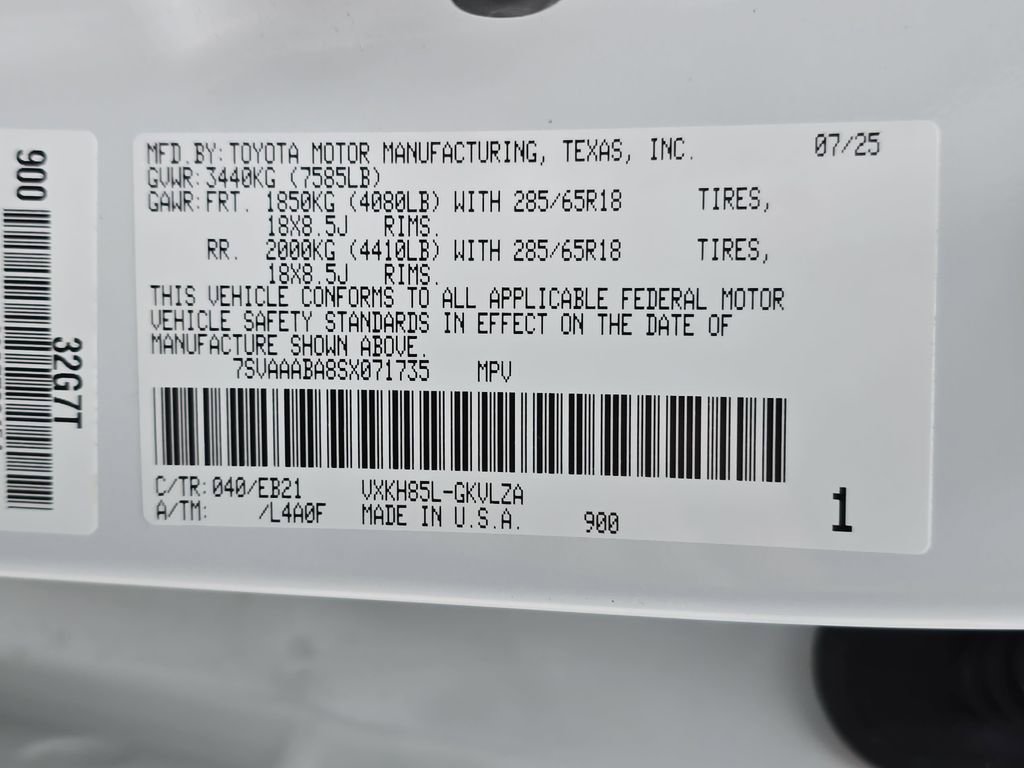 900
32G7T
MFD.BY: TOYOTA MOTOR MANUFACTURING, TEXAS, INC. 07/25
GVWR: 3440KG (7585LB)
GAWR: FRT. 1850KG (4080LB) WITH 285/65R18 TIRES,
18X8.5J RIMS.
RR. 2000KG (4410LB) WITH 285/65R18 TIRES,
18X8.5J RIMS.
THIS VEHICLE CONFORMS TO ALL APPLICABLE FEDERAL MOTOR
VEHICLE SAFETY STANDARDS IN EFFECT ON THE DATE OF
MANUFACTURE SHOWN ABOVE.
7SVAAABA8SX071735 MPV
C/TR: 040/EB21 VXKH85L-GKVLZA
A/TM: /L4A0F MADE IN U.S.A. 900
1